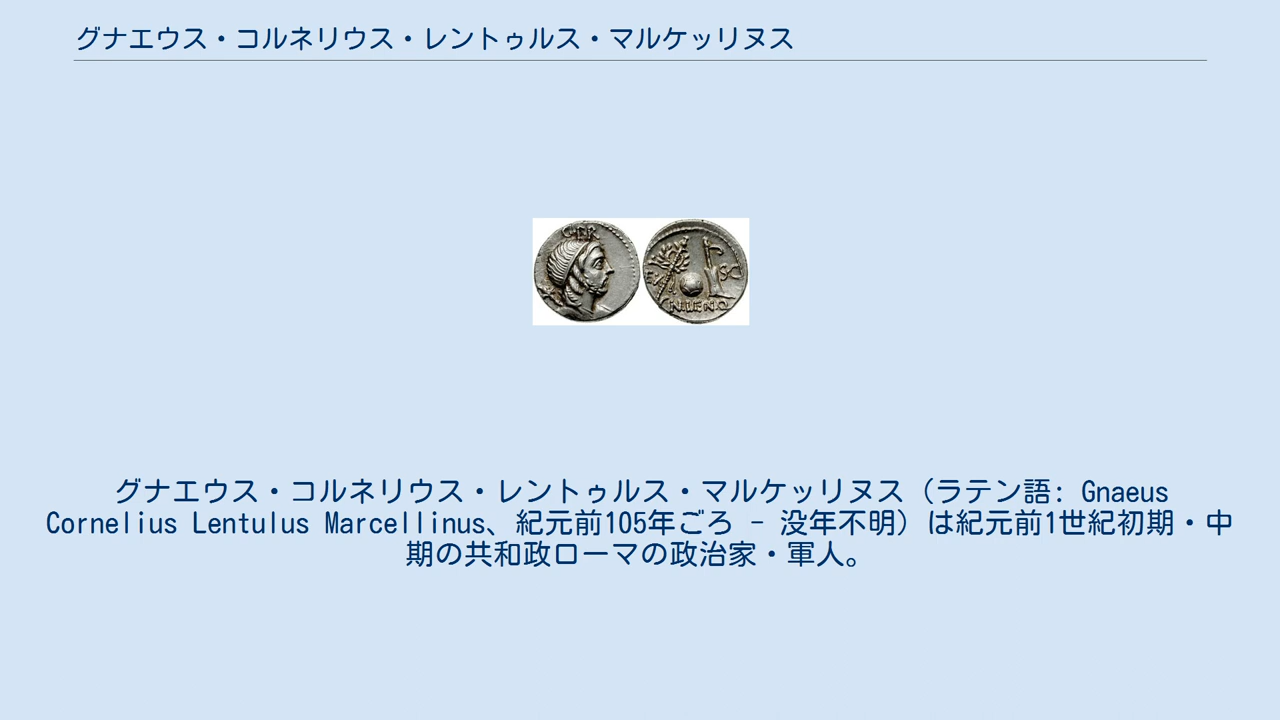 グナエウス・コルネリウス・レントゥルス・マルケッリヌス
G·P·R
EX
SC
CN·LEN·Q
グナエウス・コルネリウス・レントゥルス・マルケッリヌス（ラテン語: Gnaeus
Cornelius Lentulus Marcellinus、紀元前105年ごろ - 没年不明）は紀元前1世紀初期・中
期の共和政ローマの政治家・軍人。